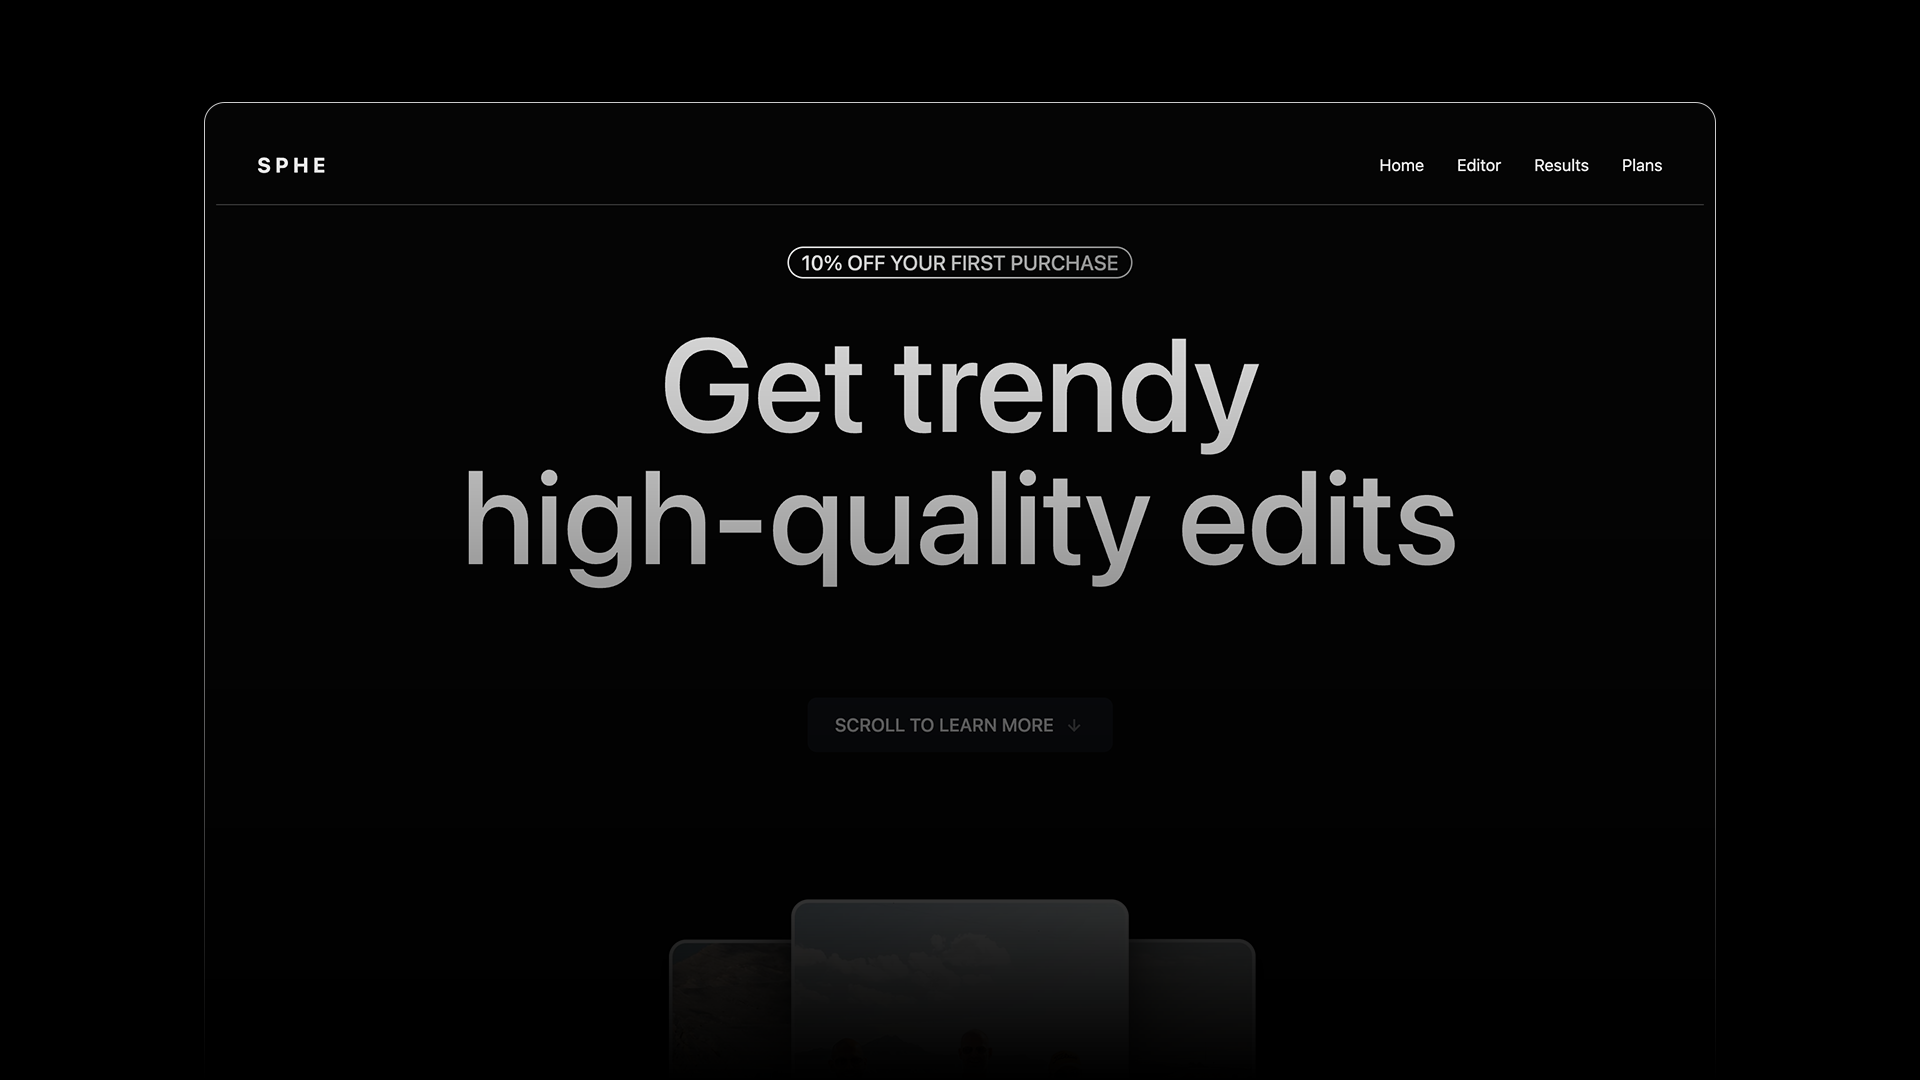 SPHE
Home Editor Results Plans
10% OFF YOUR FIRST PURCHASE
Get trendy
high-quality edits
SCROLL TO LEARN MORE ↓